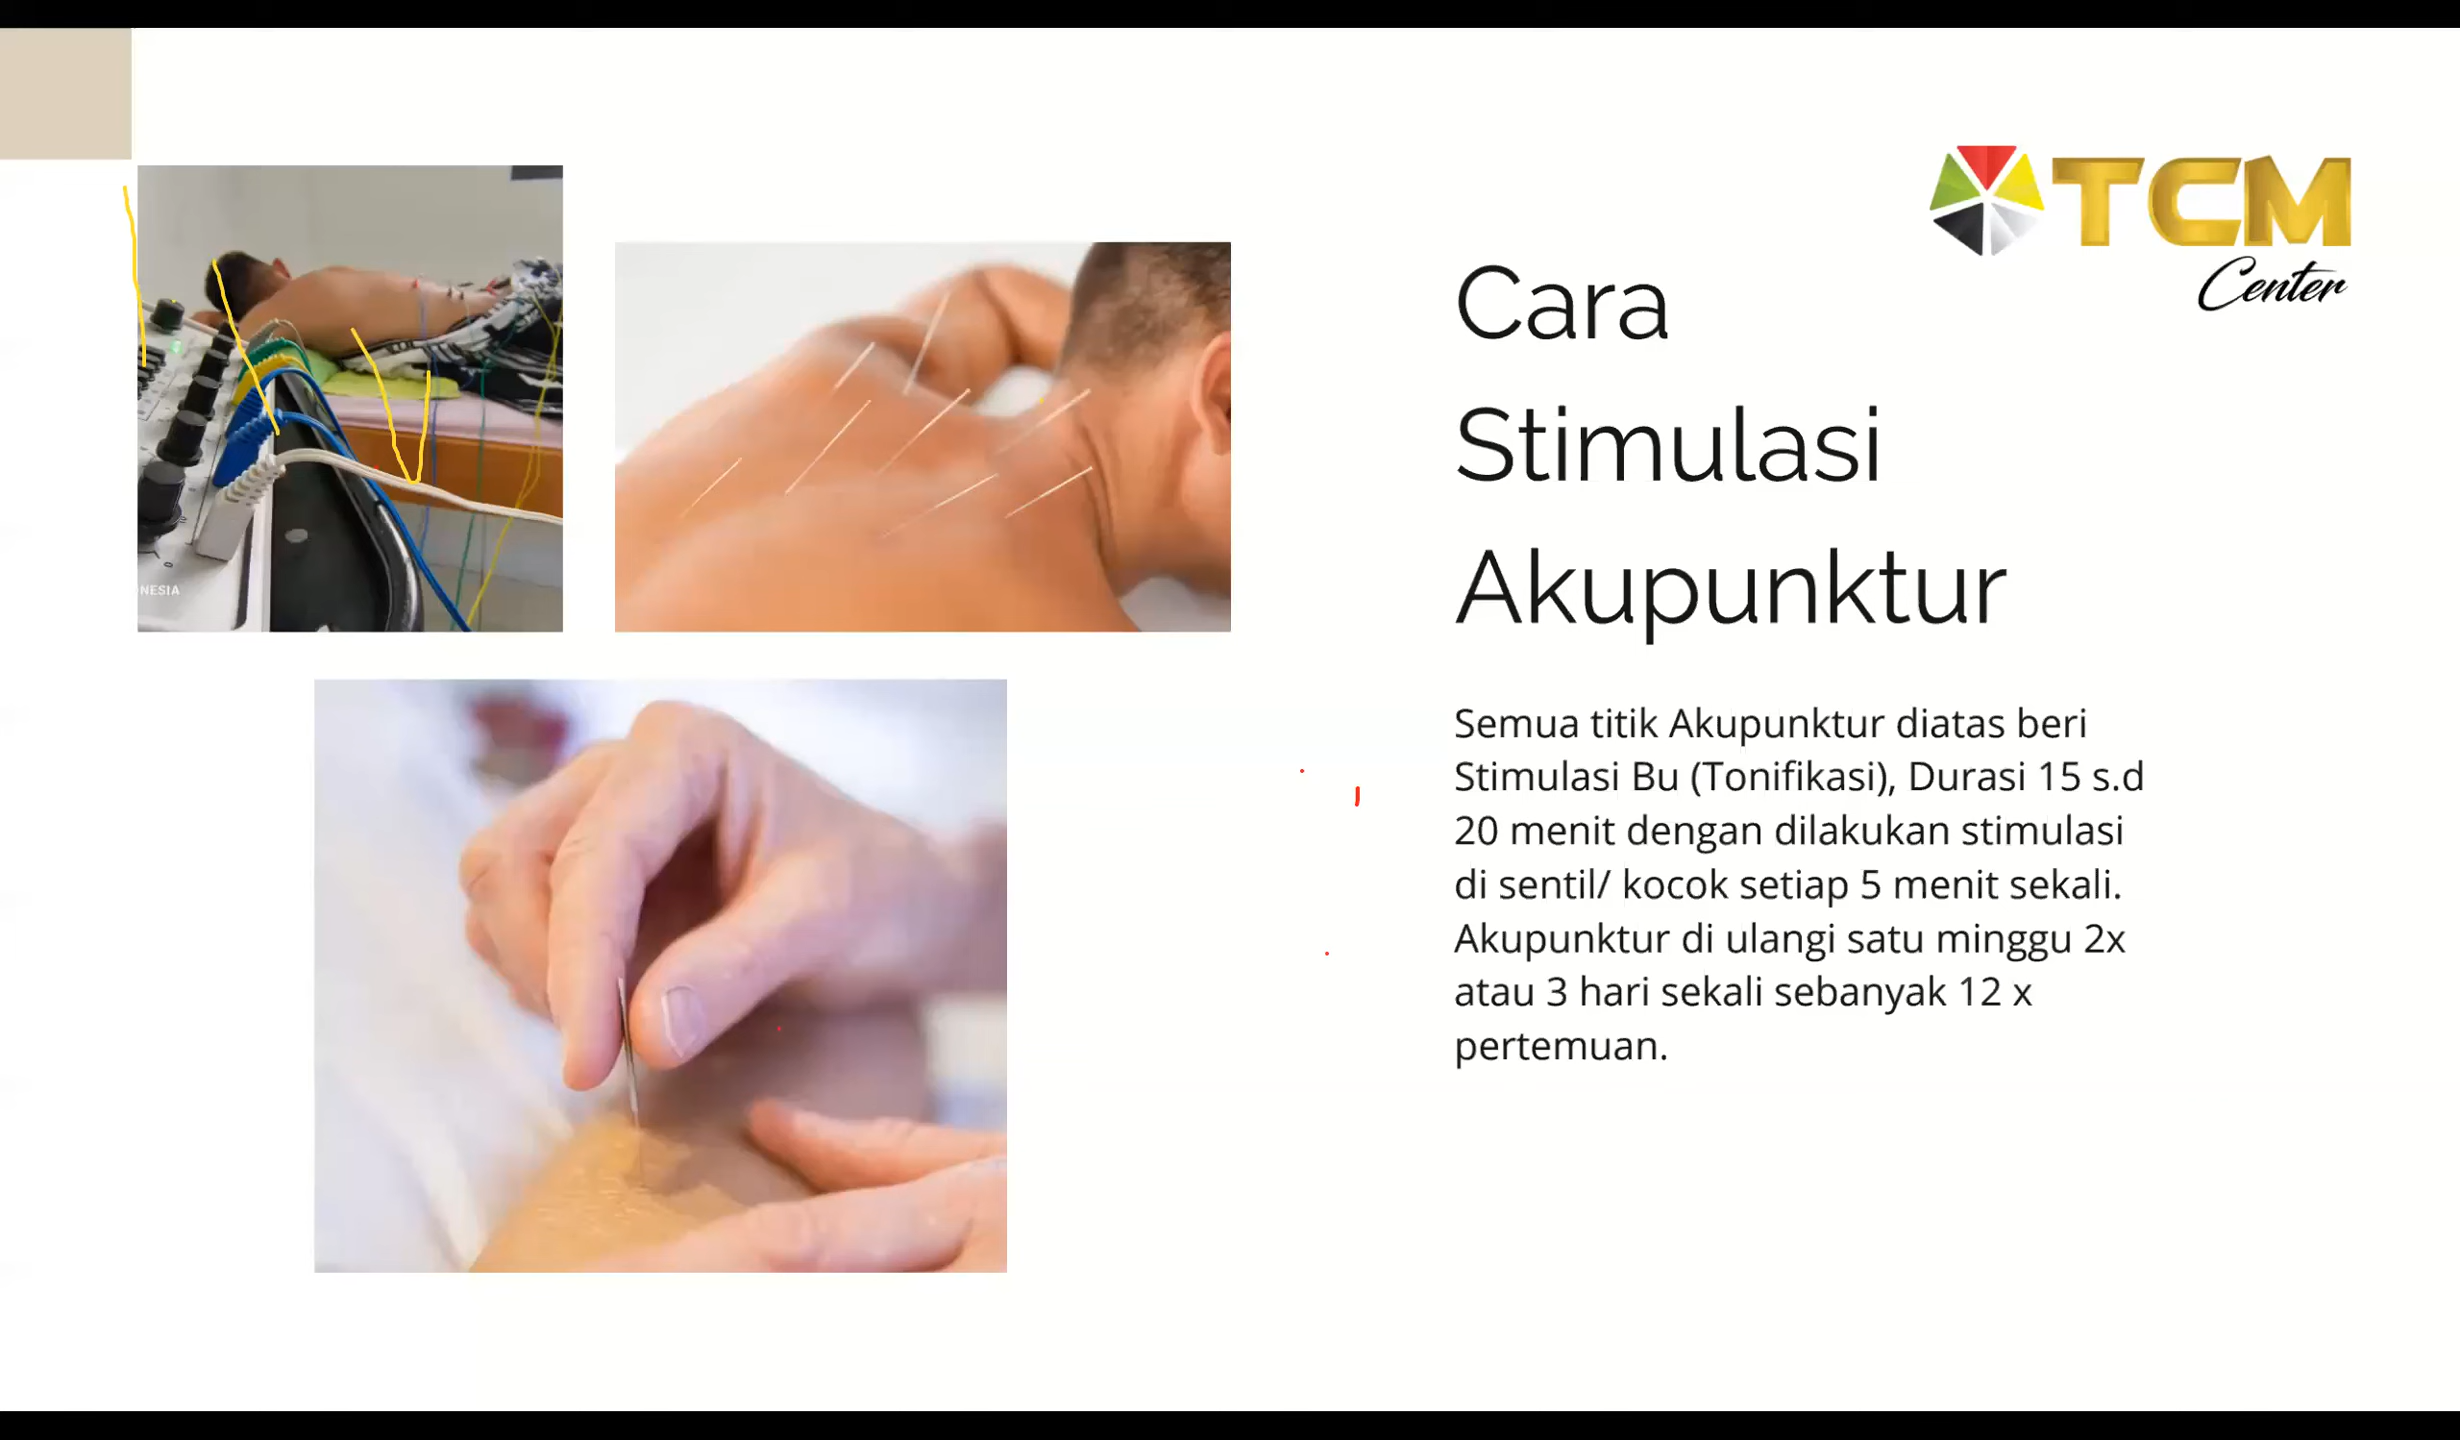 TCM
Center
Cara
Stimulasi
Akupunktur
Semua titik Akupunktur diatas beri
Stimulasi Bu (Tonifikasi), Durasi 15 s.d
20 menit dengan dilakukan stimulasi
di sentil/ kocok setiap 5 menit sekali.
Akupunktur di ulangi satu minggu 2x
atau 3 hari sekali sebanyak 12 x
pertemuan.
NESIA